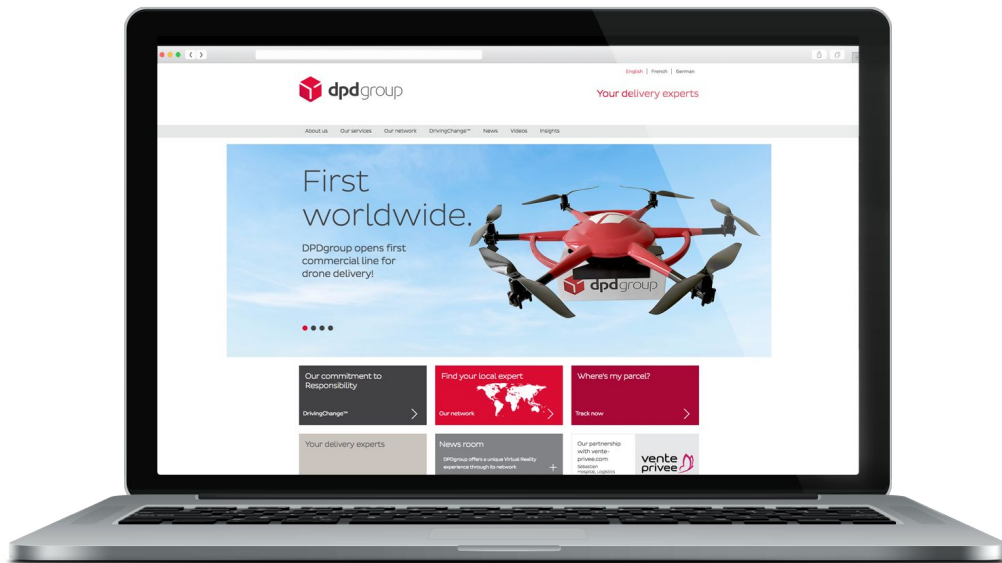 English | French | German
dpdgroup
Your delivery experts
About us Our services Our network DrivingChange™ News Videos Insights
First
worldwide.
DPDgroup opens first
commercial line for
drone delivery!
dpdgroup
Our commitment to
Responsibility
DrivingChange™
Find your local expert
Our network
Where's my parcel?
Track now
Your delivery experts
News room
DPDgroup offers a unique Virtual Reality
experience through its network
Our partnership
with vente-
privee.com
Sébastien
Hospital, Logistics
vente
privee